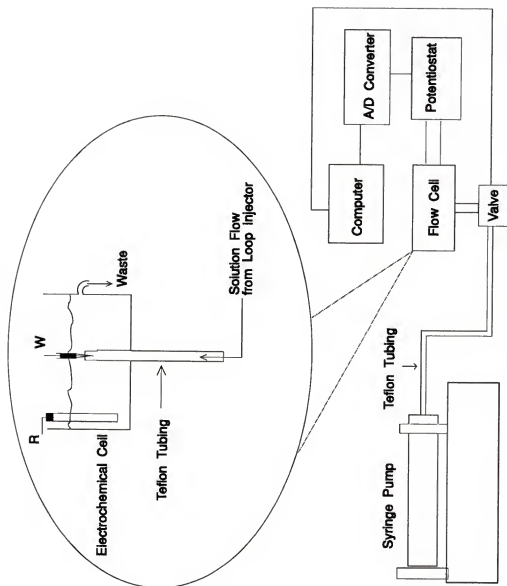 R
W
Waste
Electrochemical Cell
Teflon Tubing
Solution Flow
from Loop Injector
Computer
A/D Converter
Flow Cell
Potentiostat
Valve
Teflon Tubing
Syringe Pump